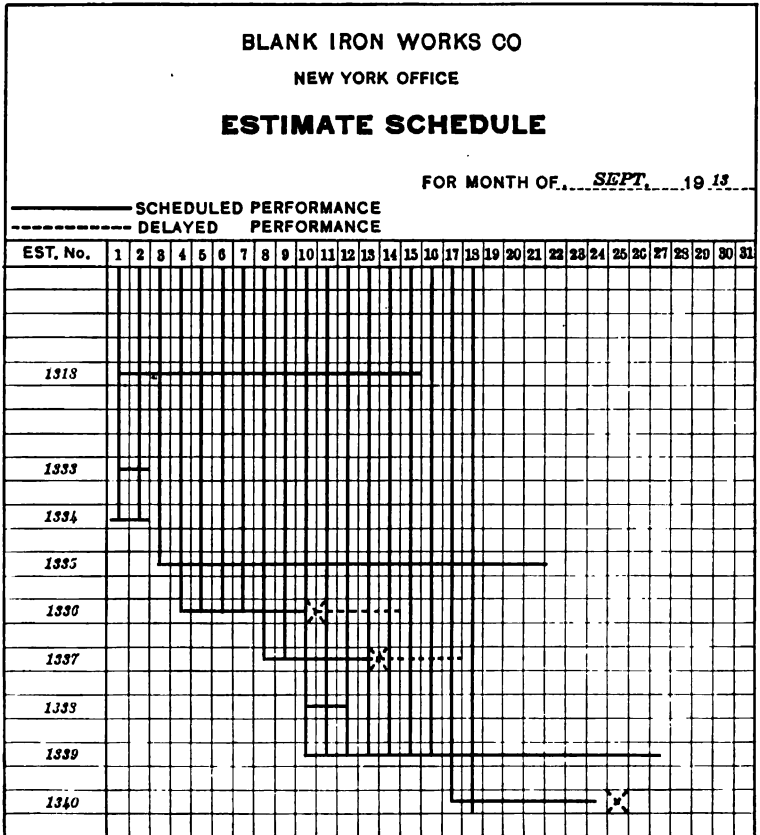 BLANK IRON WORKS CO
NEW YORK OFFICE
ESTIMATE SCHEDULE
FOR MONTH OF SEPT. 19 13
SCHEDULED PERFORMANCE
DELAYED PERFORMANCE
EST. No. 1 2 3 4 5 6 7 8 9 10 11 12 13 14 15 16 17 18 19 20 21 22 23 24 25 26 27 28 29 30 31
1318
1333
1334
1335
1336
1337
1338
1339
1340